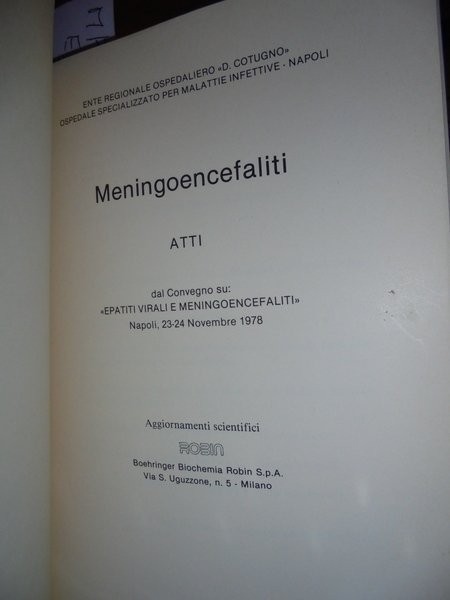 ENTE REGIONALE OSPEDALIERO «D. COTUGNO»
OSPEDALE SPECIALIZZATO PER MALATTIE INFETTIVE - NAPOLI
Meningoencefaliti
ATTI
dal Convegno su:
«EPATITI VIRALI E MENINGOENCEFALITI»
Napoli, 23-24 Novembre 1978
Aggiornamenti scientifici
ROBIN
Boehringer Biochemia Robin S.p.A.
Via S. Uguzzone, n. 5 - Milano